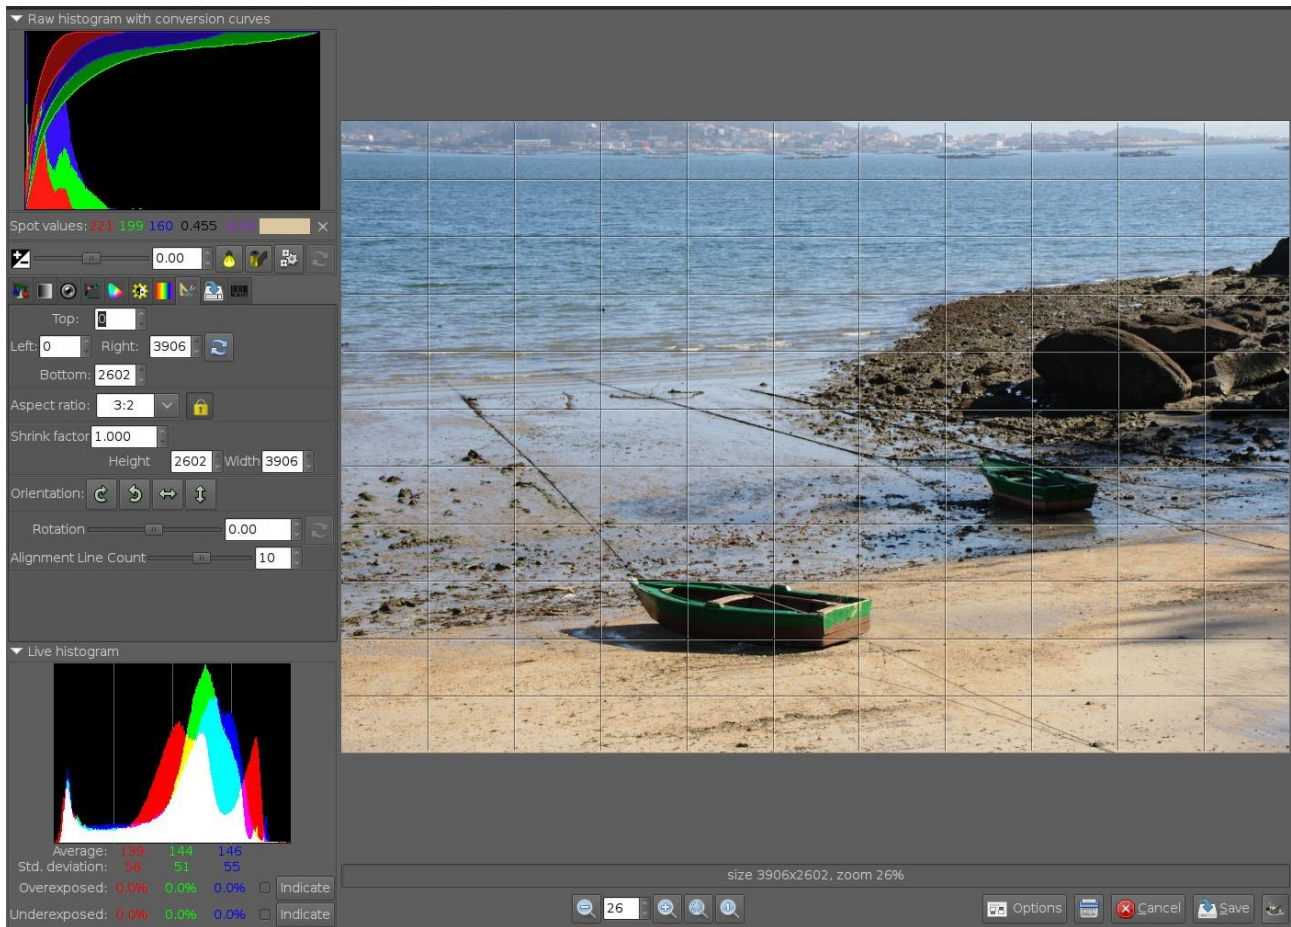 Raw histogram with conversion curves
Spot values: 221 199 160 0.455
0.00
Top: 0
Left: 0 Right: 3906
Bottom: 2602
Aspect ratio: 3:2
Shrink factor 1.000
Height 2602 Width 3906
Orientation:
Rotation 0.00
Alignment Line Count 10
Live histogram
Average: 139 144 146
Std. deviation: 56 51 55
Overexposed: 0.0% 0.0% 0.0% Indicate
Underexposed: 0.0% 0.0% 0.0% Indicate
size 3906x2602, zoom 26%
26 Options Cancel Save